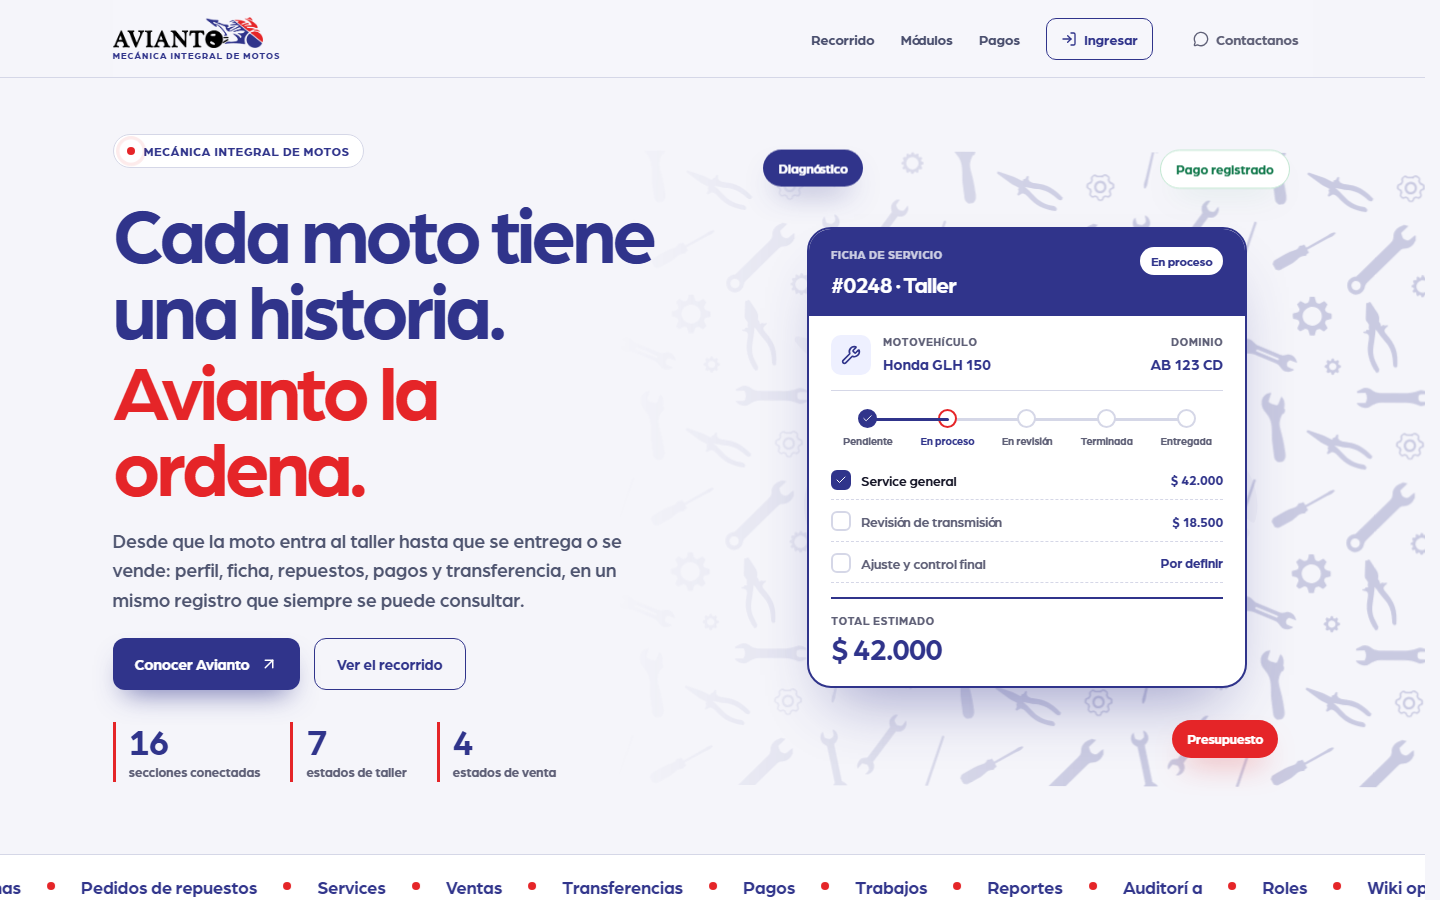 AVIANTO
MECÁNICA INTEGRAL DE MOTOS
Recorrido
Módulos
Pagos
Ingresar
Contactanos
MECÁNICA INTEGRAL DE MOTOS
Cada moto tiene
una historia.
Avianto la
ordena.
Desde que la moto entra al taller hasta que se entrega o se
vende: perfil, ficha, repuestos, pagos y transferencia, en un
mismo registro que siempre se puede consultar.
Conocer Avianto
Ver el recorrido
16
secciones conectadas
7
estados de taller
4
estados de venta
Diagnóstico
Pago registrado
FICHA DE SERVICIO
#0248 · Taller
En proceso
MOTOVEHÍCULO
Honda GLH 150
DOMINIO
AB 123 CD
Pendiente
En proceso
En revisión
Terminada
Entregada
Service general
$ 42.000
Revisión de transmisión
$ 18.500
Ajuste y control final
Por definir
TOTAL ESTIMADO
$ 42.000
Presupuesto
as • Pedidos de repuestos • Services • Ventas • Transferencias • Pagos • Trabajos • Reportes • Auditorí a • Roles • Wiki op